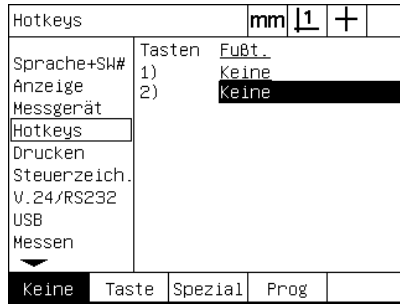 Hotkeys mm 1
Sprache+SW#
Anzeige
Messgerät
Hotkeys
Drucken
Steuerzeich.
V.24/RS232
USB
Messen
Tasten Fußt.
1) Keine
2) Keine
Keine Taste Spezial Prog